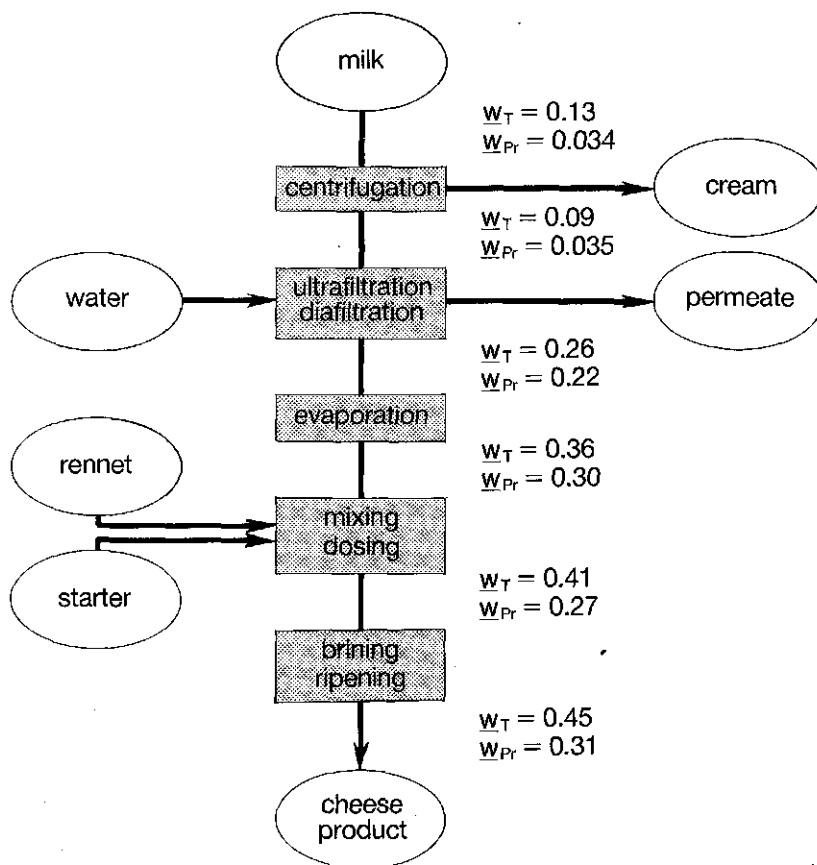 milk
w_T = 0.13
w_Pr = 0.034
centrifugation
cream
w_T = 0.09
w_Pr = 0.035
water
ultrafiltration
diafiltration
permeate
w_T = 0.26
w_Pr = 0.22
evaporation
rennet
w_T = 0.36
w_Pr = 0.30
mixing
dosing
starter
w_T = 0.41
w_Pr = 0.27
brining
ripening
w_T = 0.45
w_Pr = 0.31
cheese
product